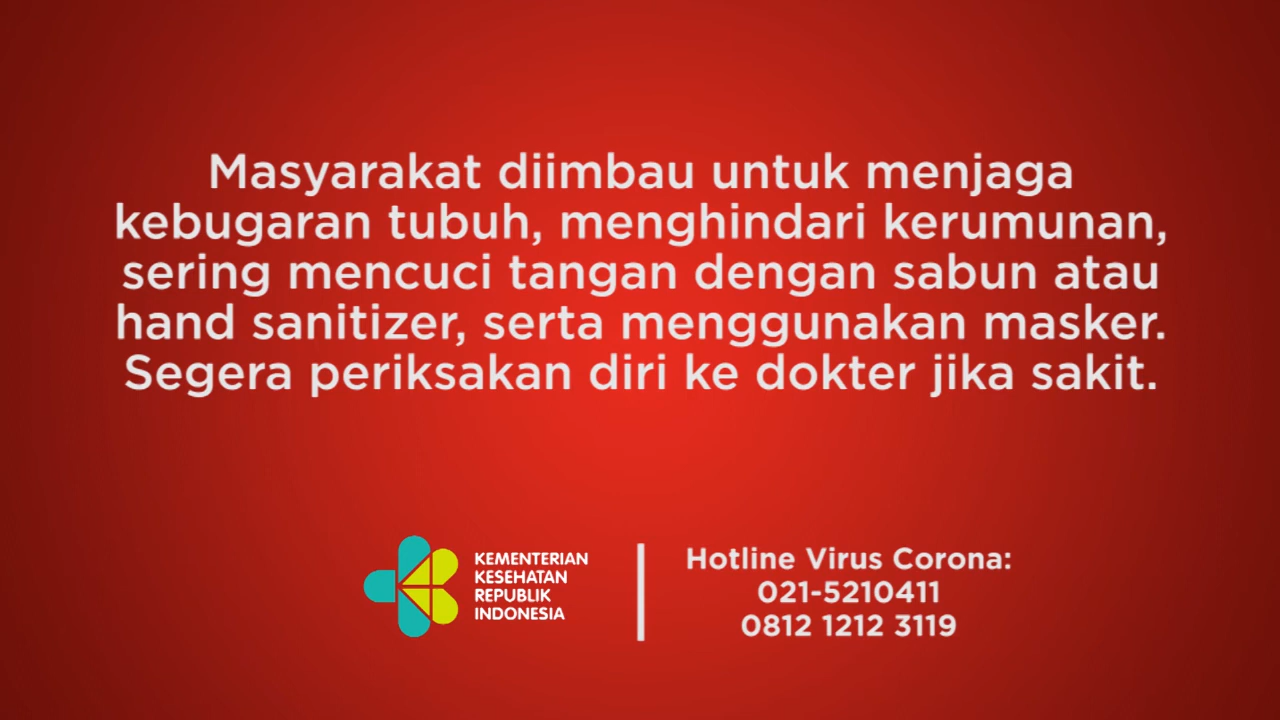 Masyarakat diimbau untuk menjaga
kebugaran tubuh, menghindari kerumunan,
sering mencuci tangan dengan sabun atau
hand sanitizer, serta menggunakan masker.
Segera periksakan diri ke dokter jika sakit.
KEMENTERIAN
KESEHATAN
REPUBLIK
INDONESIA
Hotline Virus Corona:
021-5210411
0812 1212 3119